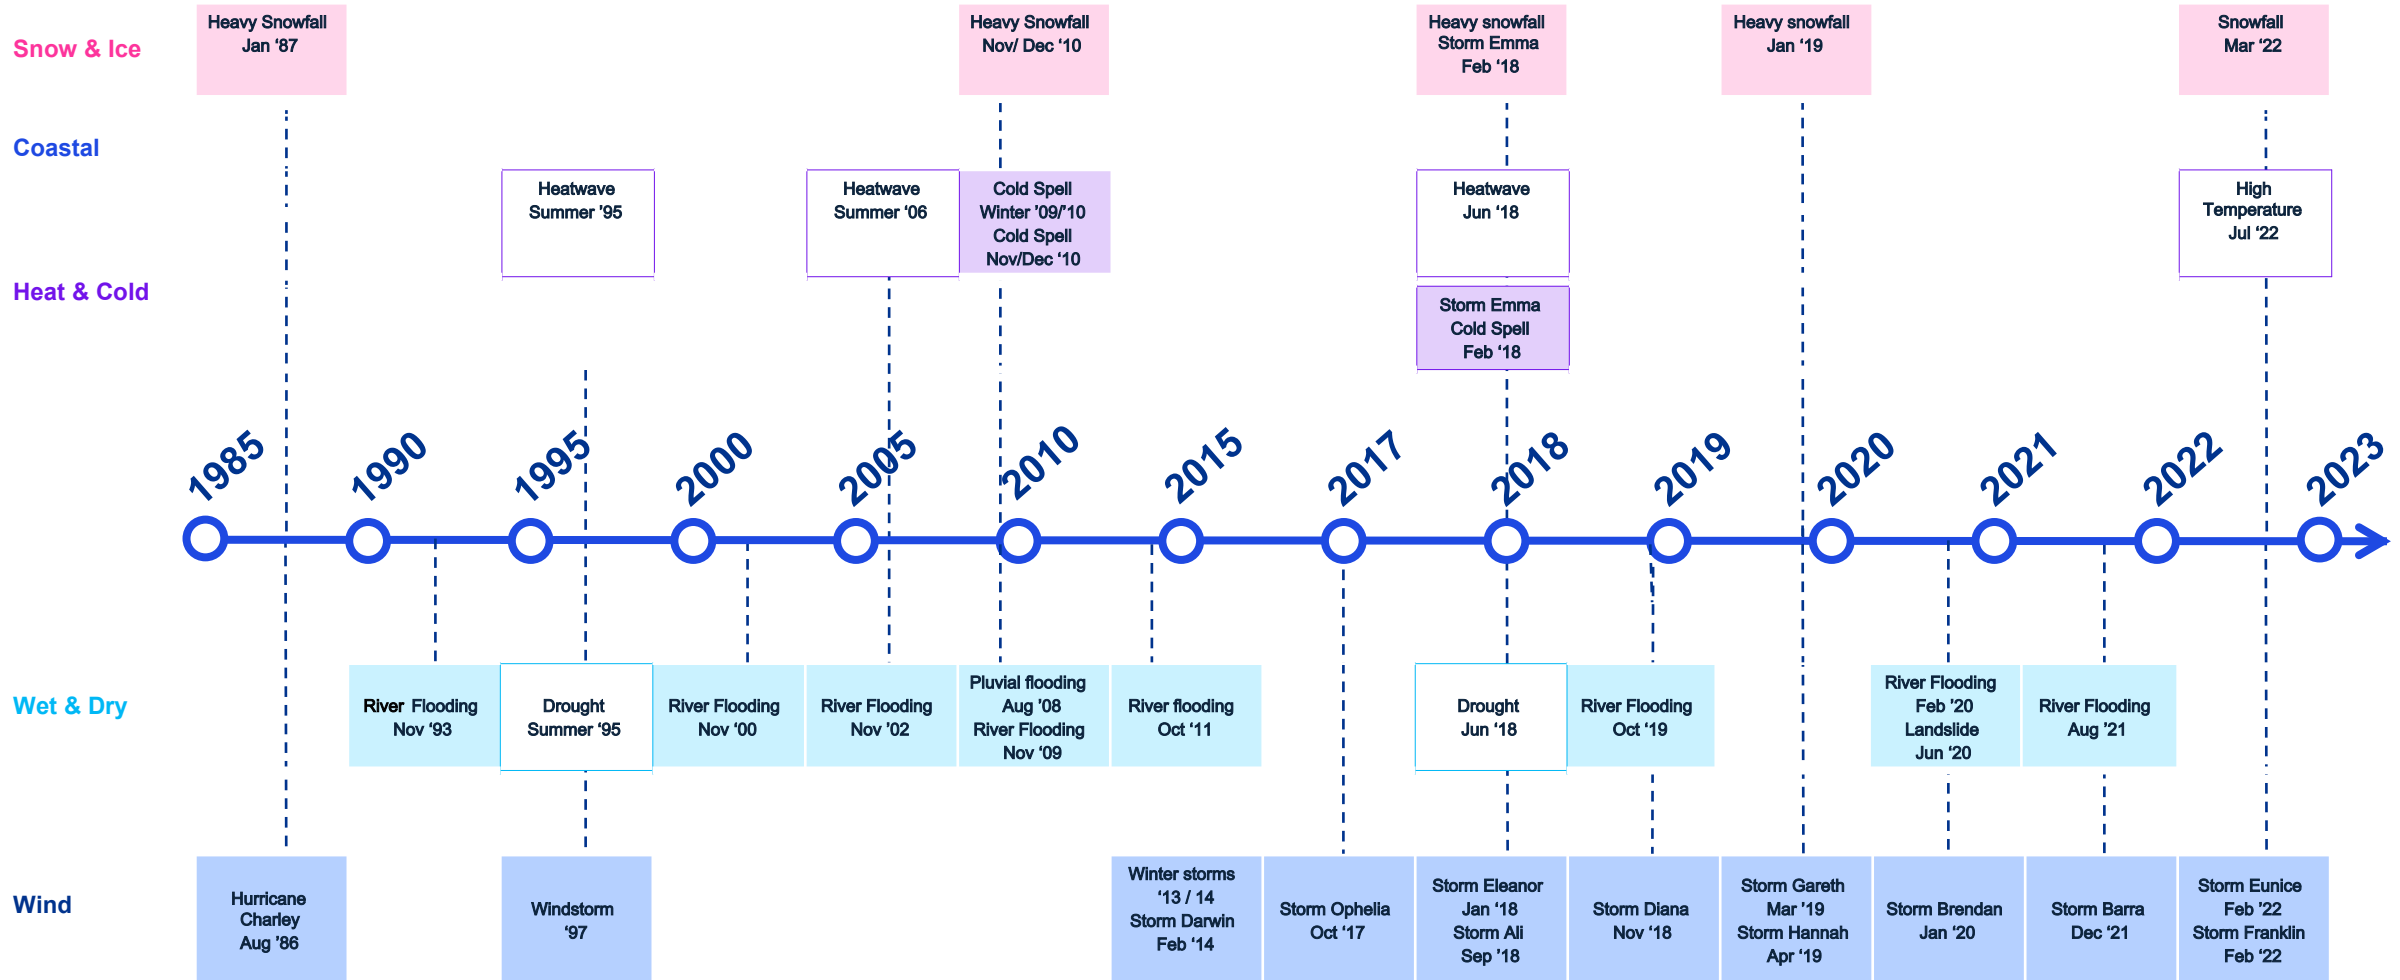 Snow & Ice
Heavy Snowfall
Jan ‘87
Heavy Snowfall
Nov/ Dec ‘10
Heavy snowfall
Storm Emma
Feb ‘18
Heavy snowfall
Jan ‘19
Snowfall
Mar ‘22
Coastal
Heat & Cold
Heatwave
Summer ’95
Heatwave
Summer ‘06
Cold Spell
Winter ’09/’10
Cold Spell
Nov/Dec ‘10
Heatwave
Jun ‘18
Storm Emma
Cold Spell
Feb ‘18
High
Temperature
Jul ‘22
1985
1990
1995
2000
2005
2010
2015
2017
2018
2019
2020
2021
2022
2023
Wet & Dry
River Flooding
Nov ‘93
Drought
Summer ‘95
River Flooding
Nov ‘00
River Flooding
Nov ‘02
Pluvial flooding
Aug ’08
River Flooding
Nov ‘09
River flooding
Oct ‘11
Drought
Jun ‘18
River Flooding
Oct ‘19
River Flooding
Feb ’20
Landslide
Jun ‘20
River Flooding
Aug ‘21
Wind
Hurricane
Charley
Aug ’86
Windstorm
‘97
Winter storms
‘13 / 14
Storm Darwin
Feb ‘14
Storm Ophelia
Oct ‘17
Storm Eleanor
Jan ‘18
Storm Ali
Sep ‘18
Storm Diana
Nov ‘18
Storm Gareth
Mar ’19
Storm Hannah
Apr ‘19
Storm Brendan
Jan ‘20
Storm Barra
Dec ‘21
Storm Eunice
Feb ’22
Storm Franklin
Feb ‘22